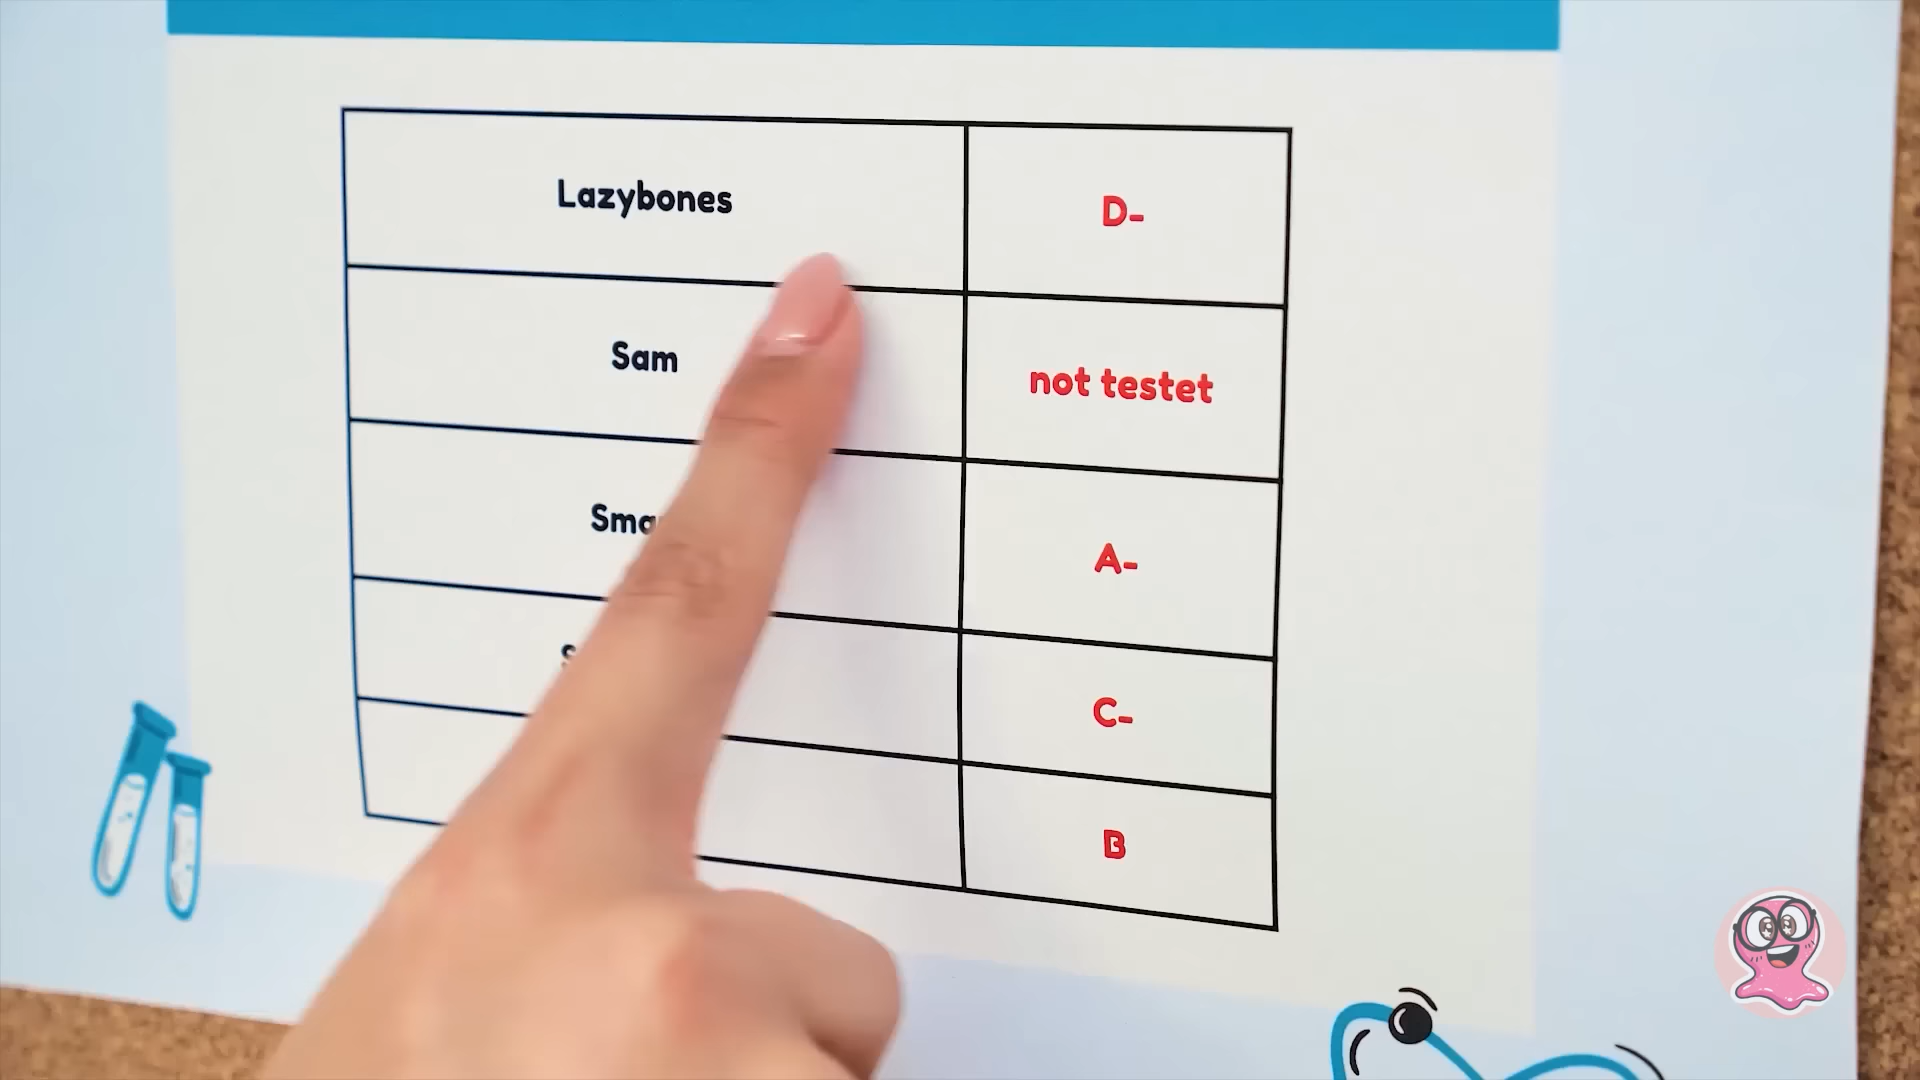 Lazybones D-
Sam not testet
A-
C-
B